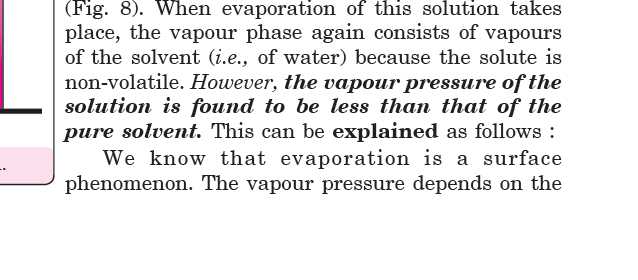 (Fig. 8). When evaporation of this solution takes
place, the vapour phase again consists of vapours
of the solvent (i.e., of water) because the solute is
non-volatile. However, the vapour pressure of the
solution is found to be less than that of the
pure solvent. This can be explained as follows :
We know that evaporation is a surface
phenomenon. The vapour pressure depends on the